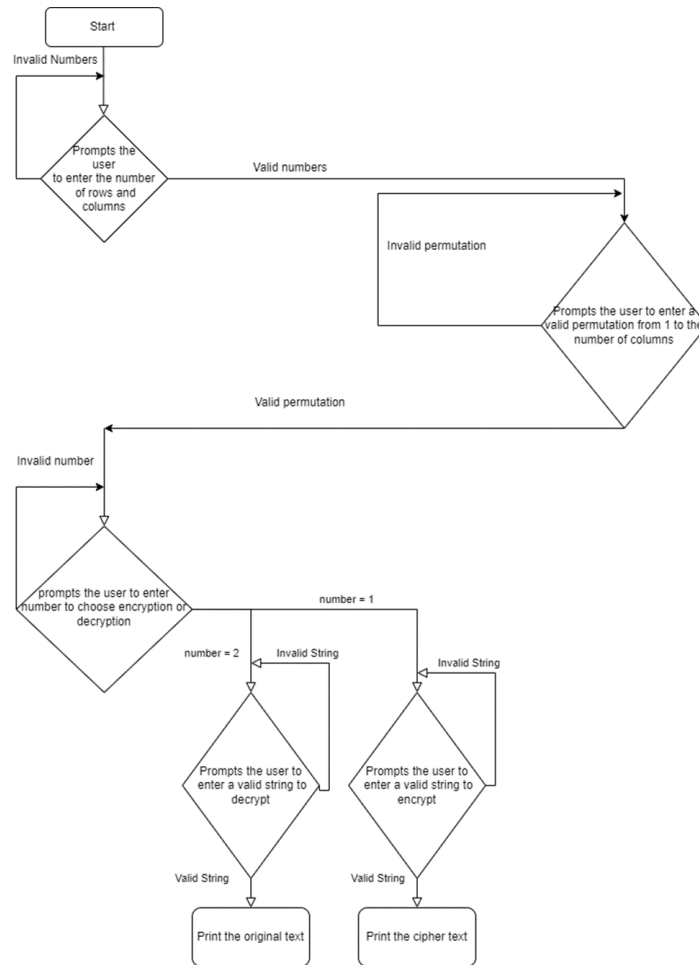 Start
Invalid Numbers
Prompts the
user
to enter the number
of rows and
columns
Valid numbers
Invalid permutation
Prompts the user to enter a
valid permutation from 1 to the
number of columns
Valid permutation
Invalid number
prompts the user to enter
number to choose encryption or
decryption
number = 1
number = 2
Invalid String
Invalid String
Prompts the user to
enter a valid string to
decrypt
Prompts the user to
enter a valid string to
encrypt
Valid String
Valid String
Print the original text
Print the cipher text